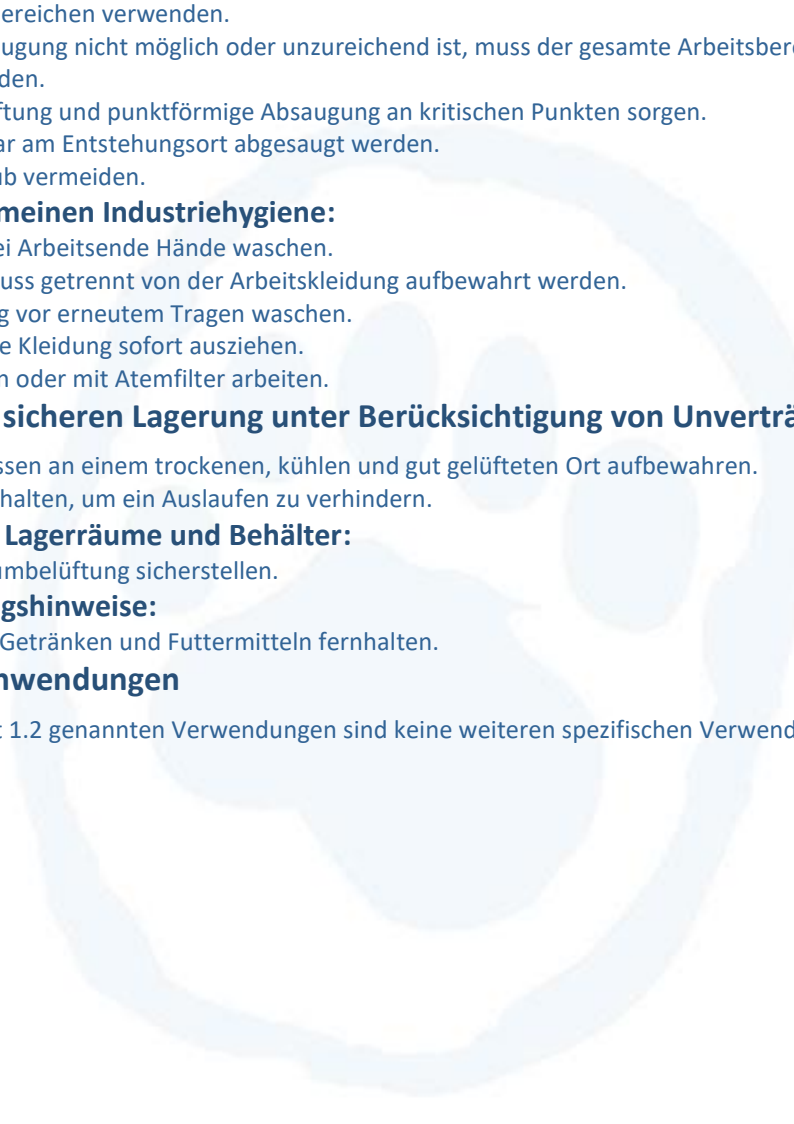 ereichen verwenden.
ugung nicht möglich oder unzureichend ist, muss der gesamte Arbeitsber
den.
ftung und punktförmige Absaugung an kritischen Punkten sorgen.
ar am Entstehungsort abgesaugt werden.
ub vermeiden.
meinen Industriehygiene:
ei Arbeitsende Hände waschen.
uss getrennt von der Arbeitskleidung aufbewahrt werden.
g vor erneutem Tragen waschen.
e Kleidung sofort ausziehen.
n oder mit Atemfilter arbeiten.
sicheren Lagerung unter Berücksichtigung von Unverträ
ssen an einem trockenen, kühlen und gut gelüfteten Ort aufbewahren.
halten, um ein Auslaufen zu verhindern.
Lagerräume und Behälter:
umbelüftung sicherstellen.
gshinweise:
Getränken und Futtermitteln fernhalten.
nwendungen
t 1.2 genannten Verwendungen sind keine weiteren spezifischen Verwend